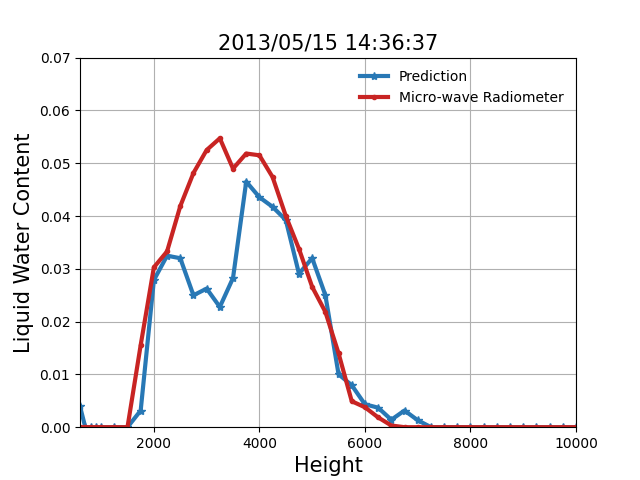 2013/05/15 14:36:37
Prediction
Micro-wave Radiometer
Liquid Water Content
0.07
0.06
0.05
0.04
0.03
0.02
0.01
0.00
2000 4000 6000 8000 10000
Height